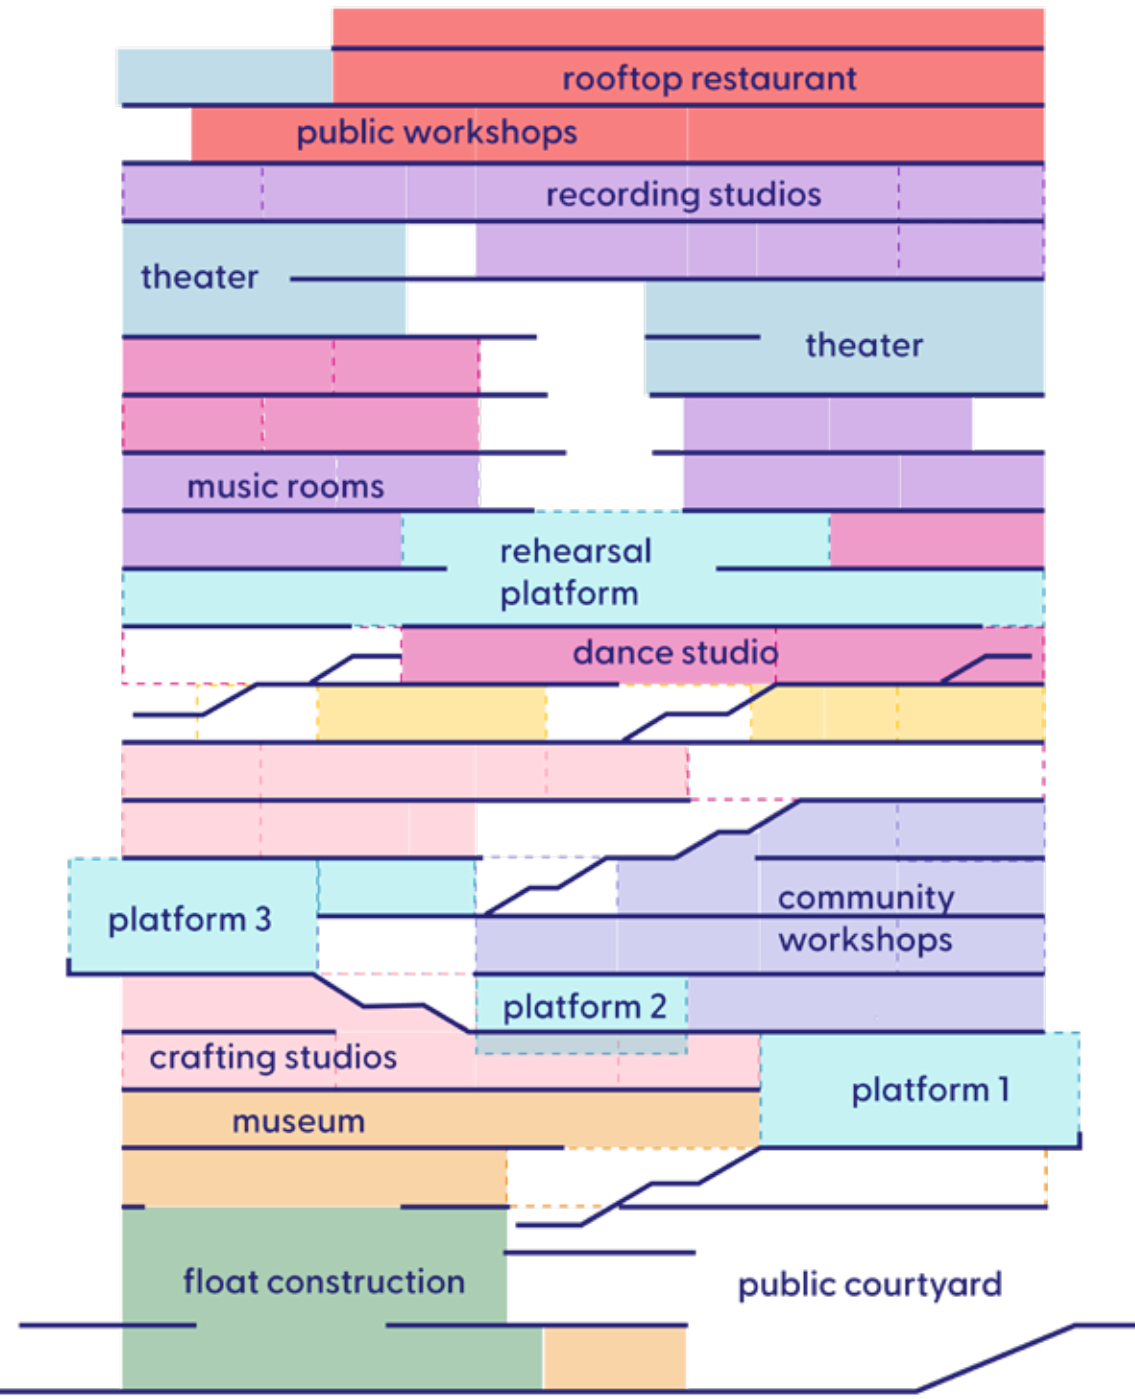 rooftop restaurant
public workshops
recording studios
theater
theater
music rooms
rehearsal
platform
dance studio
community
workshops
platform 3
platform 2
crafting studios
platform 1
museum
float construction
public courtyard